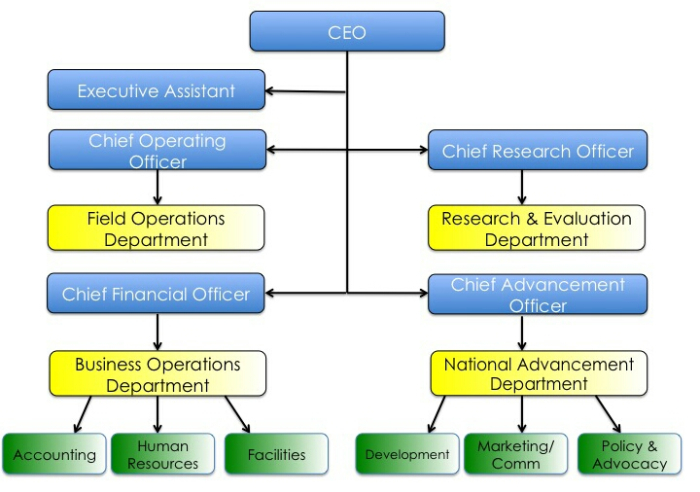 CEO
Executive Assistant
Chief Operating
Officer
Chief Research Officer
Field Operations
Department
Research & Evaluation
Department
Chief Financial Officer
Chief Advancement
Officer
Business Operations
Department
National Advancement
Department
Accounting
Human
Resources
Facilities
Development
Marketing/
Comm
Policy &
Advocacy